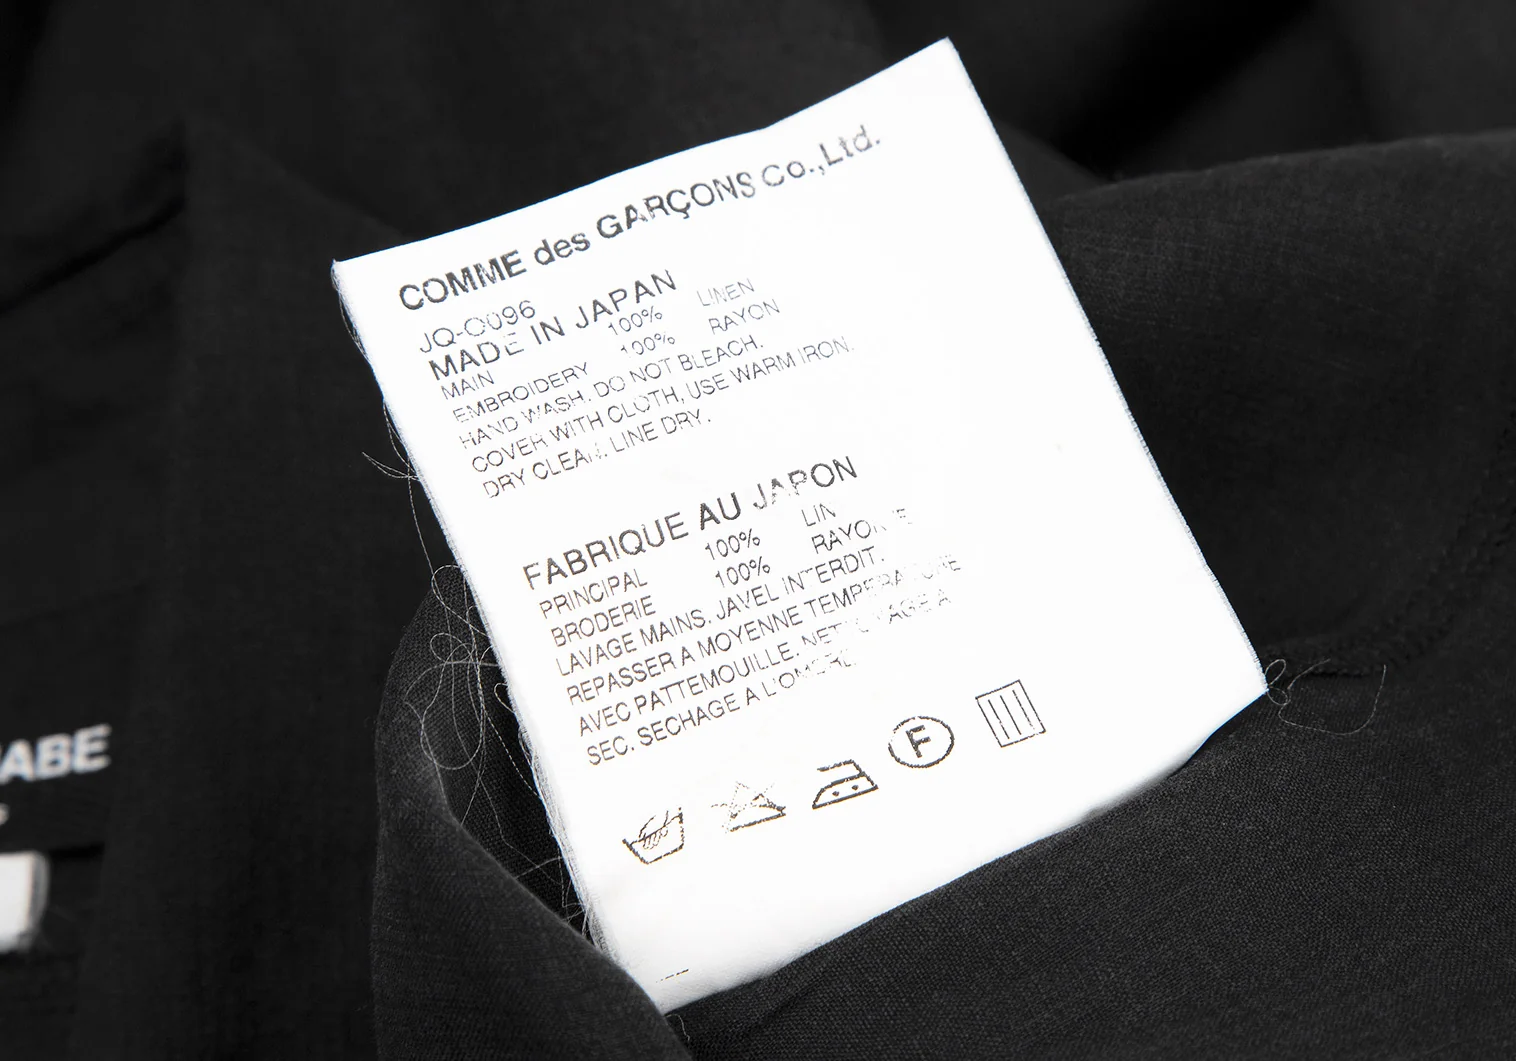 COMME des GARÇONS Co.,Ltd.
JQ-O096
MADE IN JAPAN
MAIN 100% LINEN
EMBROIDERY 100% RAYON
HAND WASH. DO NOT BLEACH.
COVER WITH CLOTH, USE WARM IRON.
DRY CLEAN. LINE DRY.
FABRIQUE AU JAPON
PRINCIPAL 100% LIN
BRODERIE 100% RAYONNE
LAVAGE MAINS. JAVEL INTERDIT.
REPASSER A MOYENNE TEMPERATURE
AVEC PATTEMOUILLE. NETTOYAGE A
SEC. SECHAGE A L'OMBRE.
F
ABE